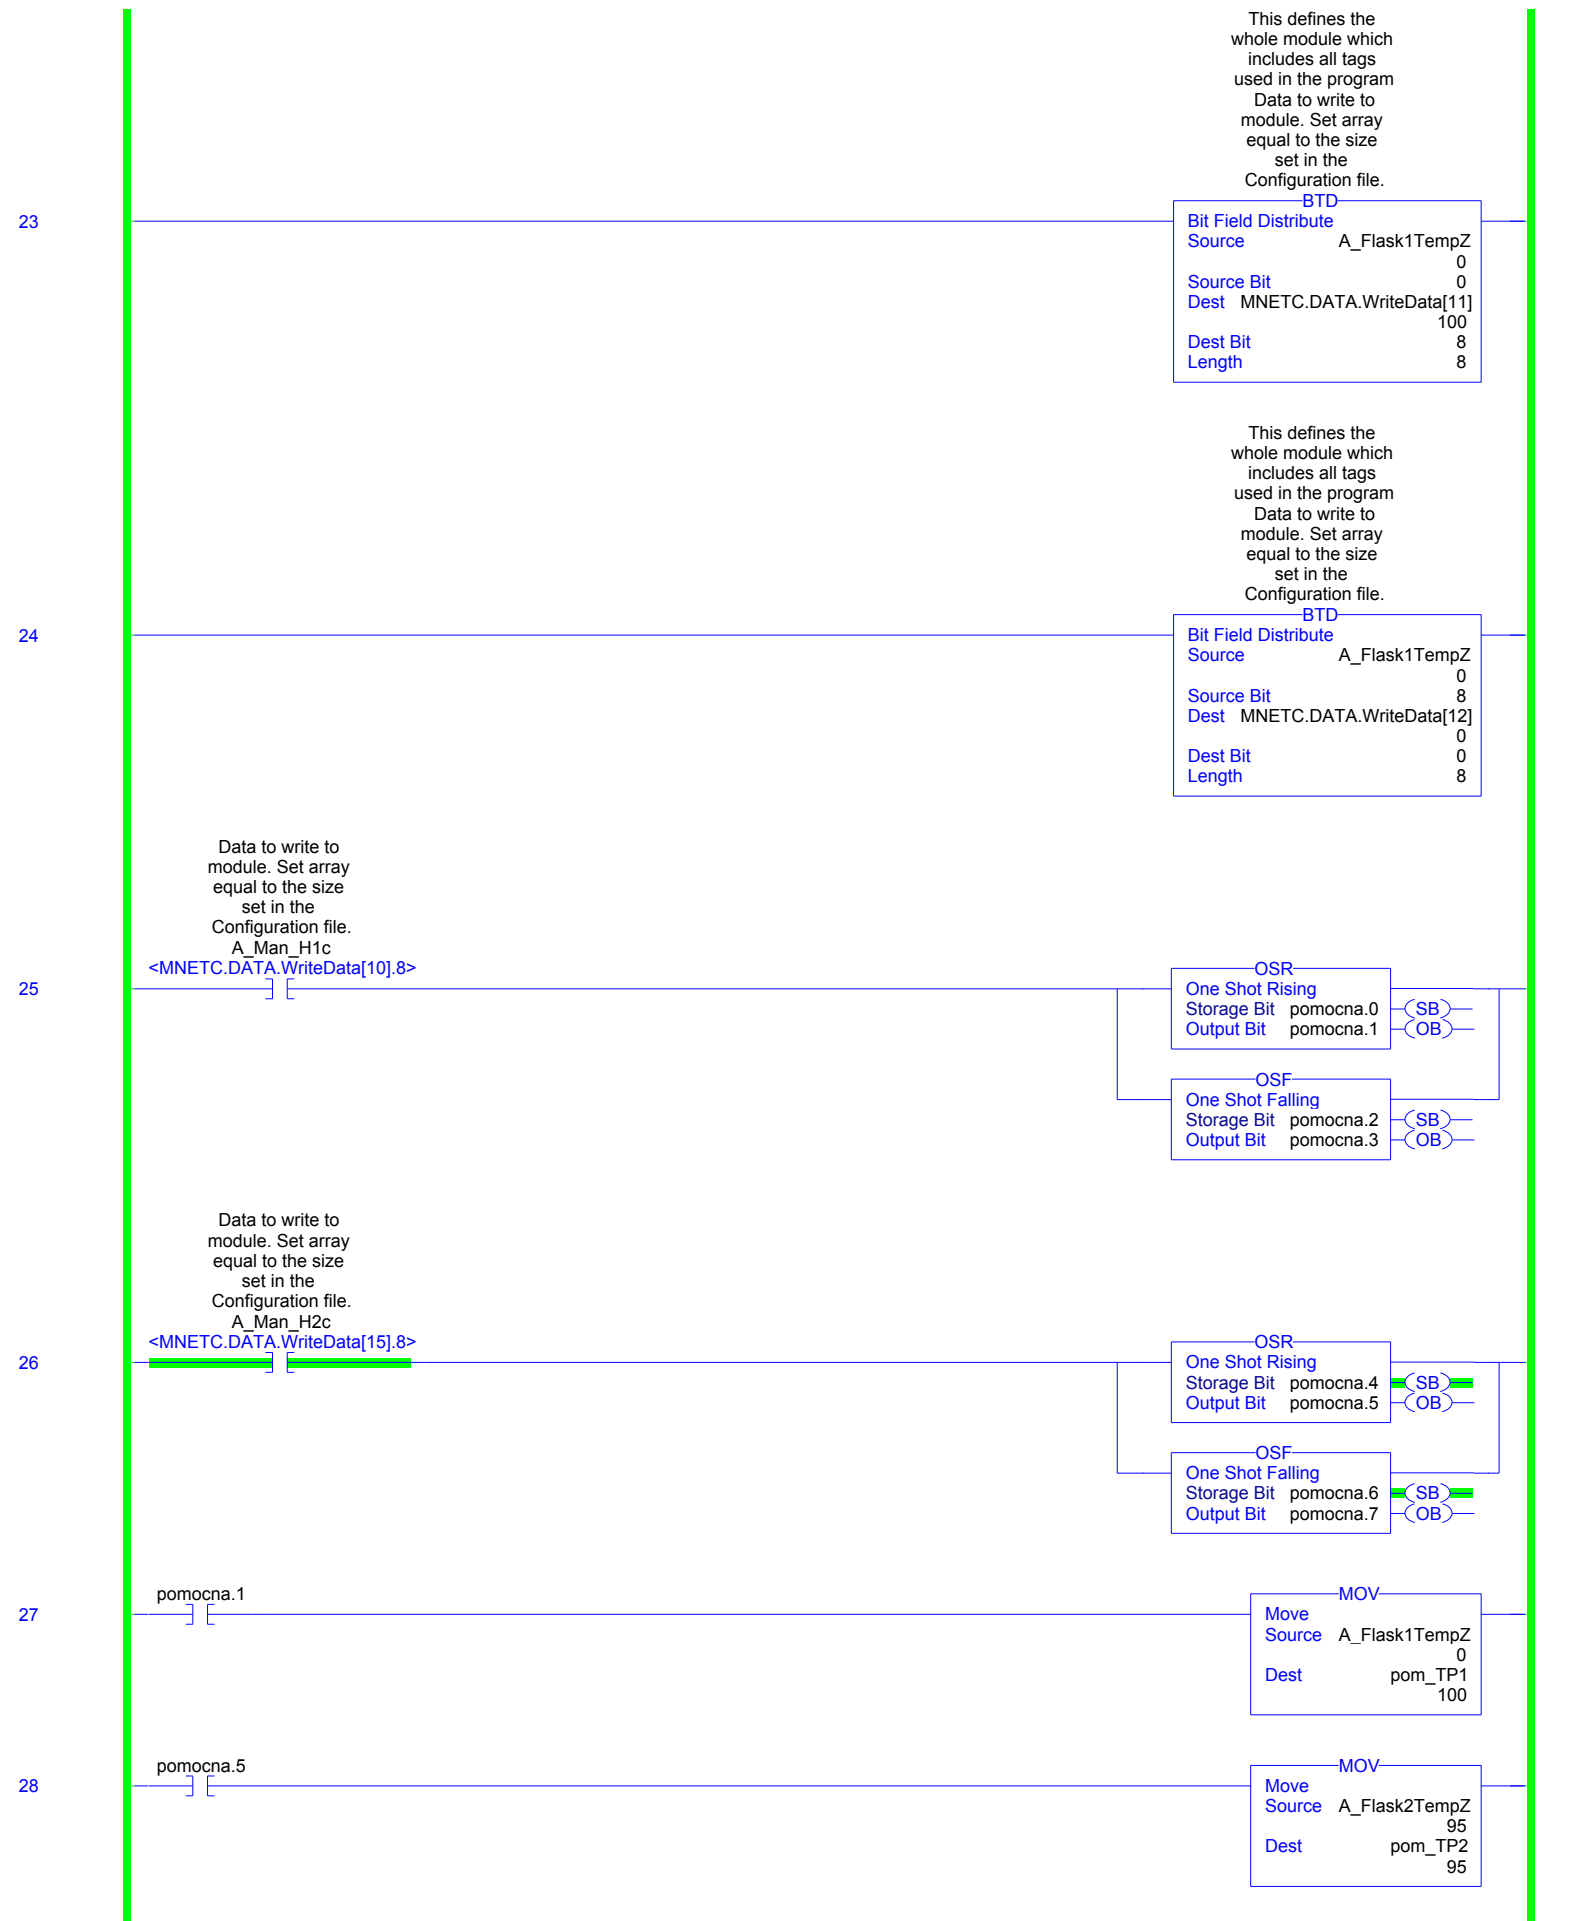 This defines the
whole module which
includes all tags
used in the program
Data to write to
module. Set array
equal to the size
set in the
Configuration file.
23
BTD
Bit Field Distribute
Source A_Flask1TempZ
0
Source Bit 0
Dest MNETC.DATA.WriteData[11]
100
Dest Bit 8
Length 8
This defines the
whole module which
includes all tags
used in the program
Data to write to
module. Set array
equal to the size
set in the
Configuration file.
24
BTD
Bit Field Distribute
Source A_Flask1TempZ
0
Source Bit 8
Dest MNETC.DATA.WriteData[12]
0
Dest Bit 0
Length 8
Data to write to
module. Set array
equal to the size
set in the
Configuration file.
A_Man_H1c
<MNETC.DATA.WriteData[10].8>
25
OSR
One Shot Rising
Storage Bit pomocna.0 SB
Output Bit pomocna.1 OB
OSF
One Shot Falling
Storage Bit pomocna.2 SB
Output Bit pomocna.3 OB
Data to write to
module. Set array
equal to the size
set in the
Configuration file.
A_Man_H2c
<MNETC.DATA.WriteData[15].8>
26
OSR
One Shot Rising
Storage Bit pomocna.4 SB
Output Bit pomocna.5 OB
OSF
One Shot Falling
Storage Bit pomocna.6 SB
Output Bit pomocna.7 OB
27
pomocna.1
MOV
Move
Source A_Flask1TempZ
0
Dest pom_TP1
100
28
pomocna.5
MOV
Move
Source A_Flask2TempZ
95
Dest pom_TP2
95